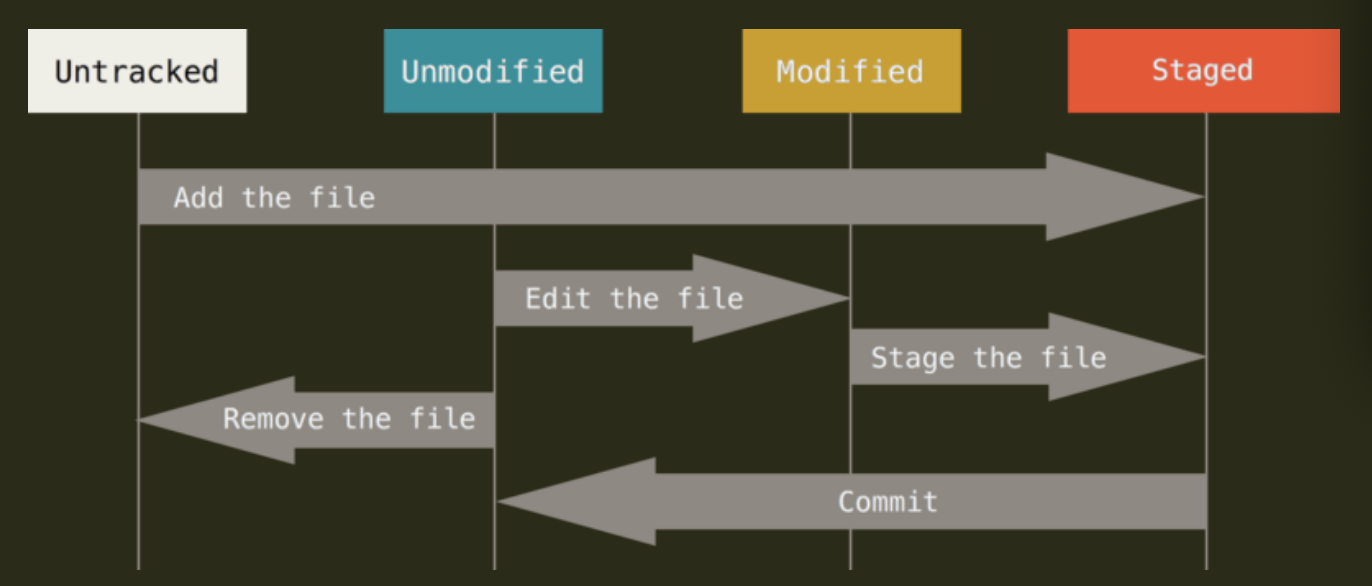 Untracked
Unmodified
Modified
Staged
Add the file
Edit the file
Stage the file
Remove the file
Commit